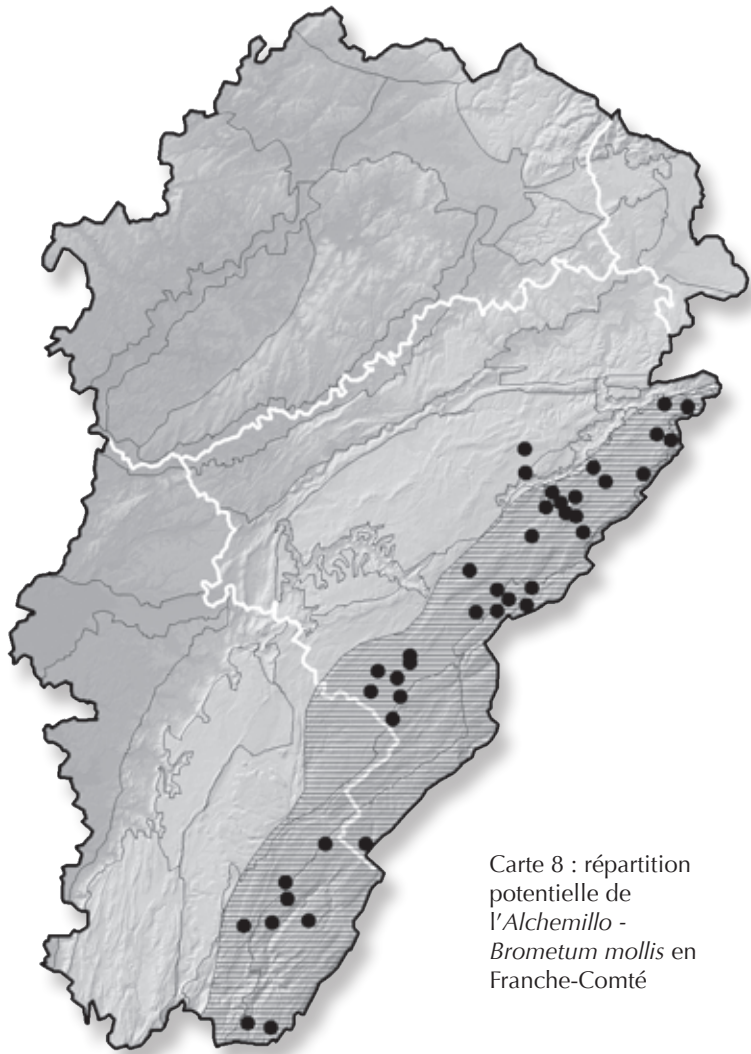 Carte 8 : répartition
potentielle de
l'Alchemillo -
Brometum mollis en
Franche-Comté